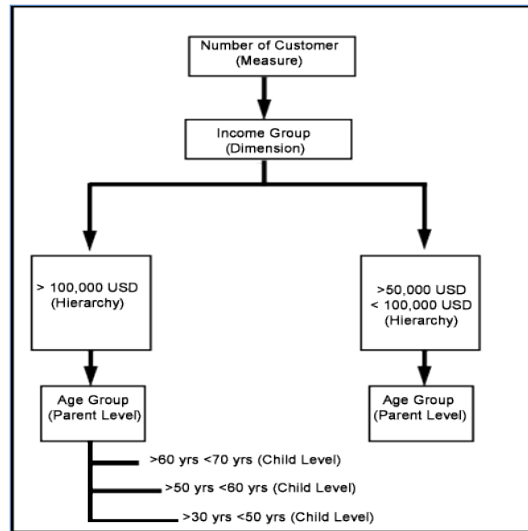 Number of Customer
(Measure)
Income Group
(Dimension)
> 100,000 USD
(Hierarchy)
>50,000 USD
< 100,000 USD
(Hierarchy)
Age Group
(Parent Level)
Age Group
(Parent Level)
>60 yrs <70 yrs (Child Level)
>50 yrs <60 yrs (Child Level)
>30 yrs <50 yrs (Child Level)